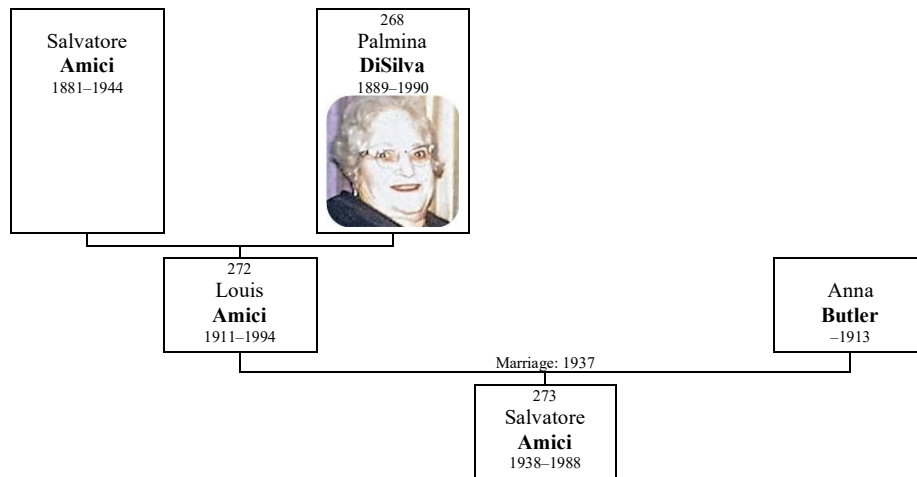 Salvatore
Amici
1881–1944
268
Palmina
DiSilva
1889–1990
272
Louis
Amici
1911–1994
Anna
Butler
–1913
Marriage: 1937
273
Salvatore
Amici
1938–1988